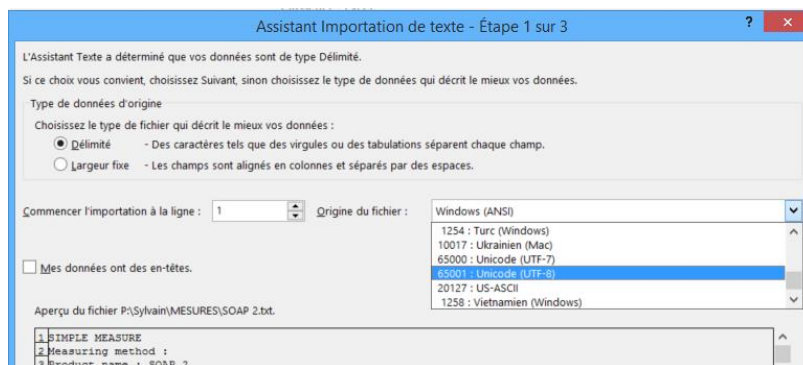 Assistant Importation de texte - Étape 1 sur 3
?
×
L'Assistant Texte a déterminé que vos données sont de type Délimité.
Si ce choix vous convient, choisissez Suivant, sinon choisissez le type de données qui décrit le mieux vos données.
Type de données d'origine
Choisissez le type de fichier qui décrit le mieux vos données :
Délimité - Des caractères tels que des virgules ou des tabulations séparent chaque champ.
Largeur fixe - Les champs sont alignés en colonnes et séparés par des espaces.
Commencer l'importation à la ligne : 1 Origine du fichier : Windows (ANSI)
1254 : Turc (Windows)
10017 : Ukrainien (Mac)
65000 : Unicode (UTF-7)
65001 : Unicode (UTF-8)
20127 : US-ASCII
1258 : Vietnamien (Windows)
Mes données ont des en-têtes.
Aperçu du fichier P:\Sylvain\MESURES\SOAP 2.txt.
1 SIMPLE MEASURE
2 Measuring method :
3 Product name : SOAP 2